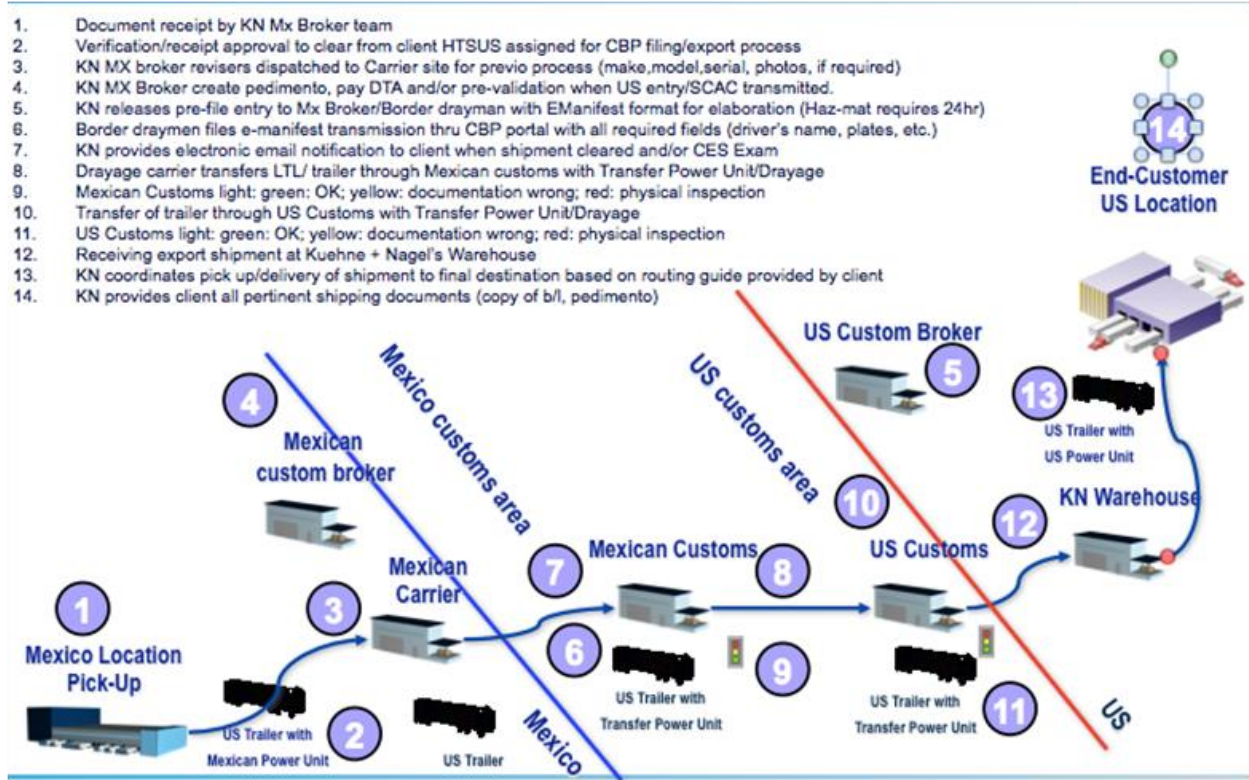 1. Document receipt by KN Mx Broker team
2. Verification/receipt approval to clear from client HTSUS assigned for CBP filing/export process
3. KN MX Broker revisers dispatched to Carrier site for previo process (make,model,serial, photos, if required)
4. KN MX Broker create pedimento, pay DTA and/or pre-validation when US entry/SCAC transmitted.
5. KN releases pre-file entry to Mx Broker/Border drayman with EManifest format for elaboration (Haz-mat requires 24hr)
6. Border draymen files e-manifest transmission thru CBP portal with all required fields (driver's name, plates, etc.)
7. KN provides electronic email notification to client when shipment cleared and/or CES Exam
8. Drayage carrier transfers LTL/ trailer through Mexican customs with Transfer Power Unit/Drayage
9. Mexican Customs light: green: OK; yellow: documentation wrong; red: physical inspection
10. Transfer of trailer through US Customs with Transfer Power Unit/Drayage
11. US Customs light: green: OK; yellow: documentation wrong; red: physical inspection
12. Receiving export shipment at Kuehne + Nagel's Warehouse
13. KN coordinates pick up/delivery of shipment to final destination based on routing guide provided by client
14. KN provides client all pertinent shipping documents (copy of b/l, pedimento)
14
End-Customer
US Location
US Custom Broker
5
13
US Trailer with
US Power Unit
4
Mexican
custom broker
Mexico customs area
US customs area
10
12
KN Warehouse
1
Mexico Location
Pick-Up
3
Mexican
Carrier
7
Mexican Customs
8
US Customs
6
9
11
US Trailer with
Mexican Power Unit
2
US Trailer
Mexico
US Trailer with
Transfer Power Unit
US Trailer with
Transfer Power Unit
US